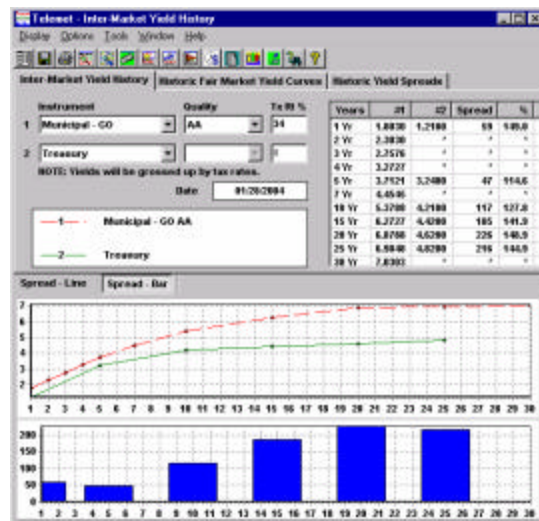 Telemet - Inter-Market Yield History
Display Options Tools Window Help
Inter-Market Yield History Historic Fair Market Yield Curves Historic Yield Spreads
Instrument Quality Tx Rt %
1 Municipal - GO AA 34
2 Treasury
NOTE: Yields will be grossed up by tax rates.
Date 01/28/2004
1 Municipal - GO AA
2 Treasury
Years #1 #2 Spread %
1 Yr 1.8030 1.2100 59 149.0
2 Yr 2.3030 * * *
3 Yr 2.7576 * * *
4 Yr 3.2727 * * *
5 Yr 3.7121 3.2400 47 114.6
7 Yr 4.4546 * * *
10 Yr 5.3788 4.2100 117 127.8
15 Yr 6.2727 4.4200 185 141.9
20 Yr 6.8788 4.6200 226 148.9
25 Yr 4.8200 216 144.9
30 Yr 7.0303 * * *
Spread - Line Spread - Bar
7
6
5
4
3
2
1 2 3 4 5 6 7 8 9 10 11 12 13 14 15 16 17 18 19 20 21 22 23 24 25 26 27 28 29 30
200
150
100
50
0
1 2 3 4 5 6 7 8 9 10 11 12 13 14 15 16 17 18 19 20 21 22 23 24 25 26 27 28 29 30